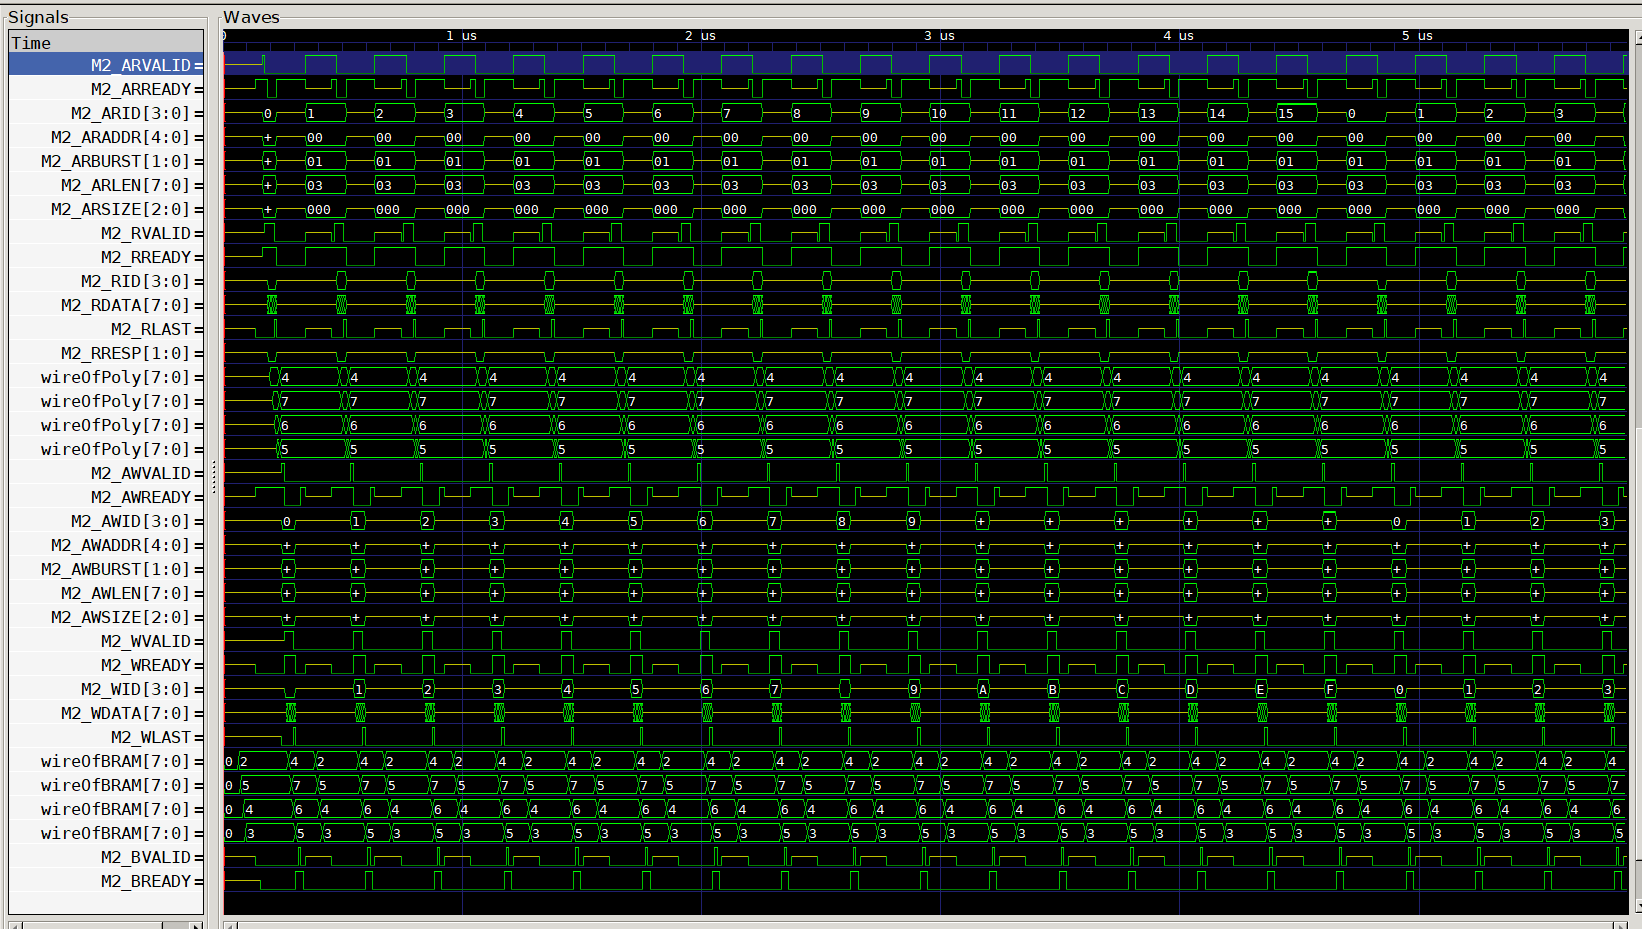 Signals Waves
Time 0 1 us 2 us 3 us 4 us 5 us
M2_ARVALID =
M2_ARREADY =
M2_ARID[3:0] = 0 1 2 3 4 5 6 7 8 9 10 11 12 13 14 15 0 1 2 3
M2_ARADDR[4:0] = + 00 00 00 00 00 00 00 00 00 00 00 00 00 00 00 00 00 00 00
M2_ARBURST[1:0] = + 01 01 01 01 01 01 01 01 01 01 01 01 01 01 01 01 01 01 01
M2_ARLEN[7:0] = + 03 03 03 03 03 03 03 03 03 03 03 03 03 03 03 03 03 03 03
M2_ARSIZE[2:0] = + 000 000 000 000 000 000 000 000 000 000 000 000 000 000 000 000 000 000 000
M2_RVALID =
M2_RREADY =
M2_RID[3:0] =
M2_RDATA[7:0] =
M2_RLAST =
M2_RRESP[1:0] =
wireOfPoly[7:0] = 4 4 4 4 4 4 4 4 4 4 4 4 4 4 4 4 4 4 4 4
wireOfPoly[7:0] = 7 7 7 7 7 7 7 7 7 7 7 7 7 7 7 7 7 7 7 7
wireOfPoly[7:0] = 6 6 6 6 6 6 6 6 6 6 6 6 6 6 6 6 6 6 6 6
wireOfPoly[7:0] = 5 5 5 5 5 5 5 5 5 5 5 5 5 5 5 5 5 5 5 5
M2_AWVALID =
M2_AWREADY =
M2_AWID[3:0] = 0 1 2 3 4 5 6 7 8 9 + + + + + + 0 1 2 3
M2_AWADDR[4:0] = + + + + + + + + + + + + + + + + + + + +
M2_AWBURST[1:0] = + + + + + + + + + + + + + + + + + + + +
M2_AWLEN[7:0] = + + + + + + + + + + + + + + + + + + + +
M2_AWSIZE[2:0] = + + + + + + + + + + + + + + + + + + + +
M2_WVALID =
M2_WREADY =
M2_WID[3:0] = 1 2 3 4 5 6 7 9 A B C D E F 0 1 2 3
M2_WDATA[7:0] =
M2_WLAST =
wireOfBRAM[7:0] = 0 2 4 2 4 2 4 2 4 2 4 2 4 2 4 2 4 2 4 2 4 2 4 2 4 2 4 2 4 2 4 2 4 2 4 2 4 2 4 2 4
wireOfBRAM[7:0] = 0 5 7 5 7 5 7 5 7 5 7 5 7 5 7 5 7 5 7 5 7 5 7 5 7 5 7 5 7 5 7 5 7 5 7 5 7 5 7 5 7
wireOfBRAM[7:0] = 0 4 6 4 6 4 6 4 6 4 6 4 6 4 6 4 6 4 6 4 6 4 6 4 6 4 6 4 6 4 6 4 6 4 6 4 6 4 6 4 6
wireOfBRAM[7:0] = 0 3 5 3 5 3 5 3 5 3 5 3 5 3 5 3 5 3 5 3 5 3 5 3 5 3 5 3 5 3 5 3 5 3 5 3 5 3 5 3 5
M2_BVALID =
M2_BREADY =